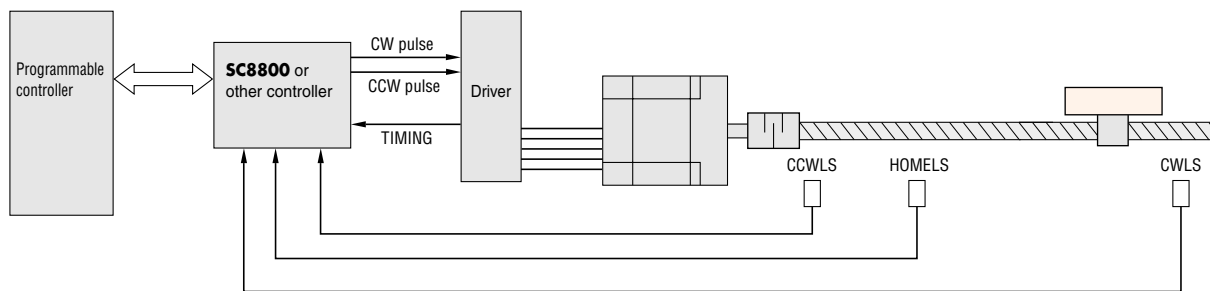 Programmable
controller
SC8800 or
other controller
CW pulse
CCW pulse
TIMING
Driver
CCWLS
HOMELS
CWLS